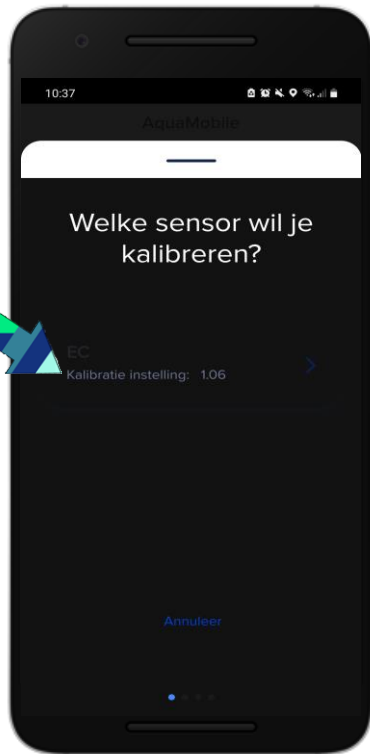 10:37
AquaMobile
Welke sensor wil je
kalibreren?
EC
Kalibratie instelling: 1.06
Annuleer